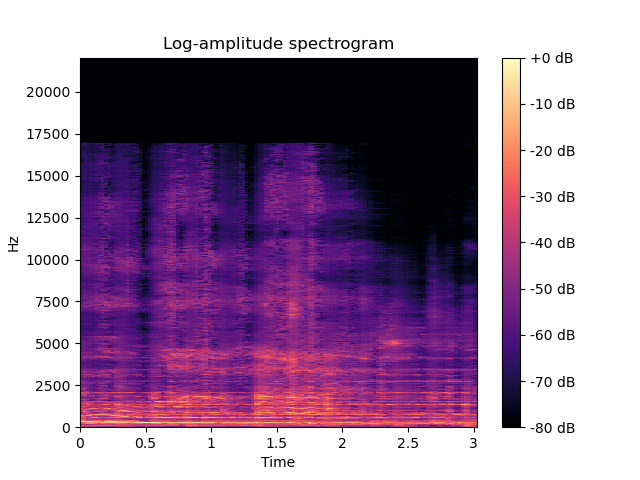 Log-amplitude spectrogram
Hz
20000
17500
15000
12500
10000
7500
5000
2500
0
0 0.5 1 1.5 2 2.5 3
Time
+0 dB
-10 dB
-20 dB
-30 dB
-40 dB
-50 dB
-60 dB
-70 dB
-80 dB